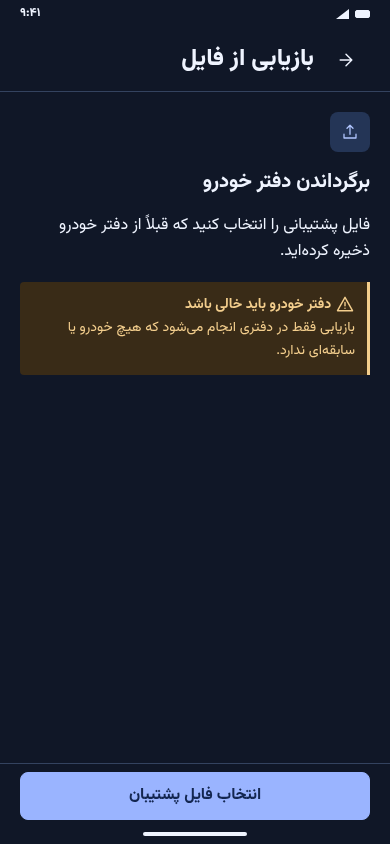 ۹:۴۱
بازیابی از فایل
برگرداندن دفتر خودرو
فایل پشتیبانی را انتخاب کنید که قبلاً از دفتر خودرو
ذخیره کرده‌اید.
دفتر خودرو باید خالی باشد
بازیابی فقط در دفتری انجام می‌شود که هیچ خودرو یا
سابقه‌ای ندارد.
انتخاب فایل پشتیبان